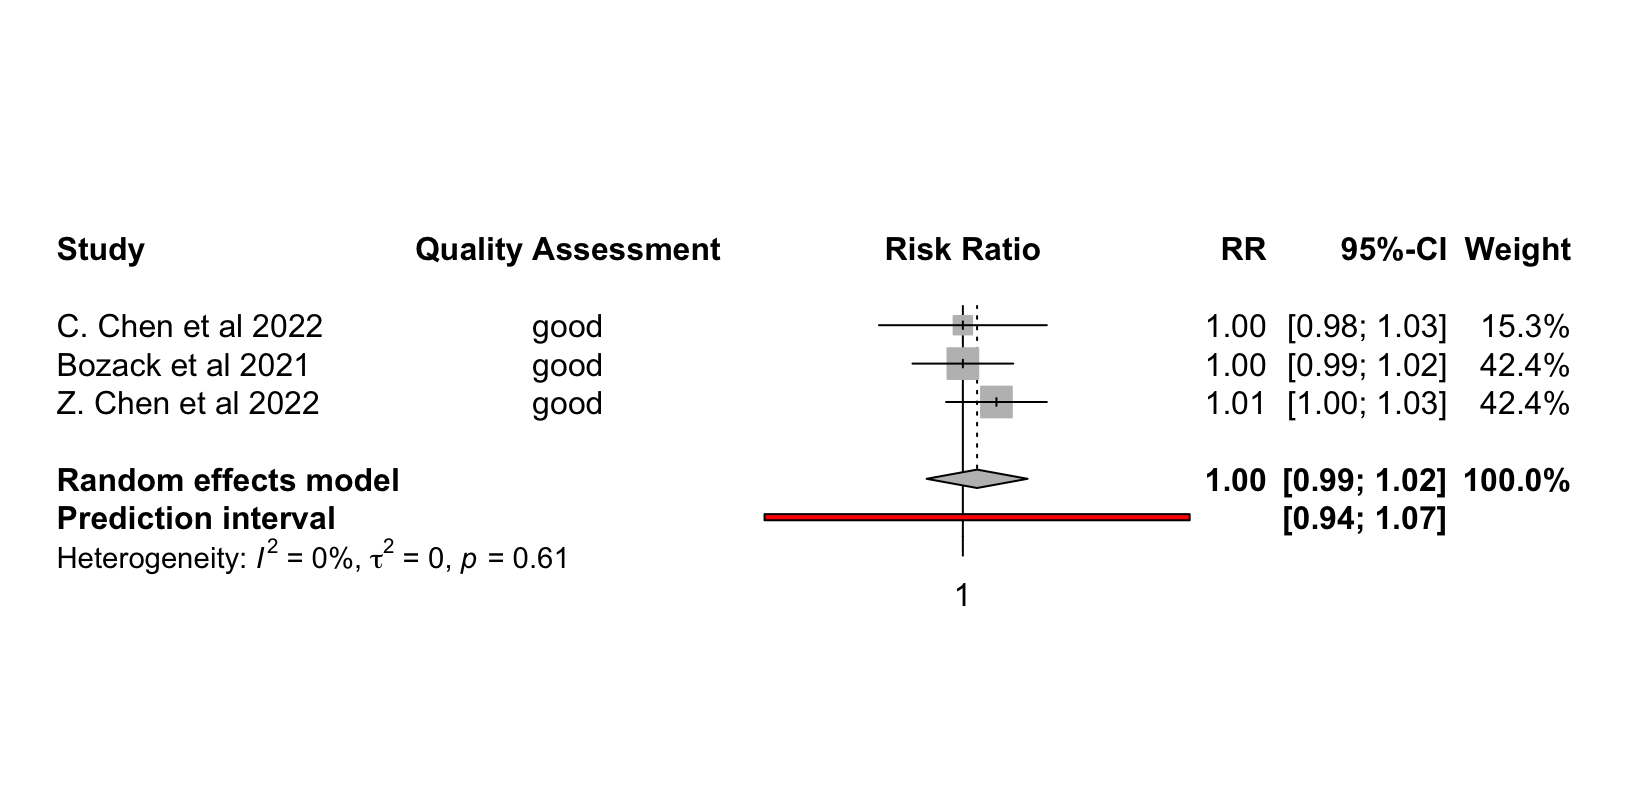 Study Quality Assessment Risk Ratio RR 95%-CI Weight
C. Chen et al 2022 good 1.00 [0.98; 1.03] 15.3%
Bozack et al 2021 good 1.00 [0.99; 1.02] 42.4%
Z. Chen et al 2022 good 1.01 [1.00; 1.03] 42.4%
Random effects model 1.00 [0.99; 1.02] 100.0%
Prediction interval [0.94; 1.07]
Heterogeneity: I² = 0%, τ² = 0, p = 0.61
1